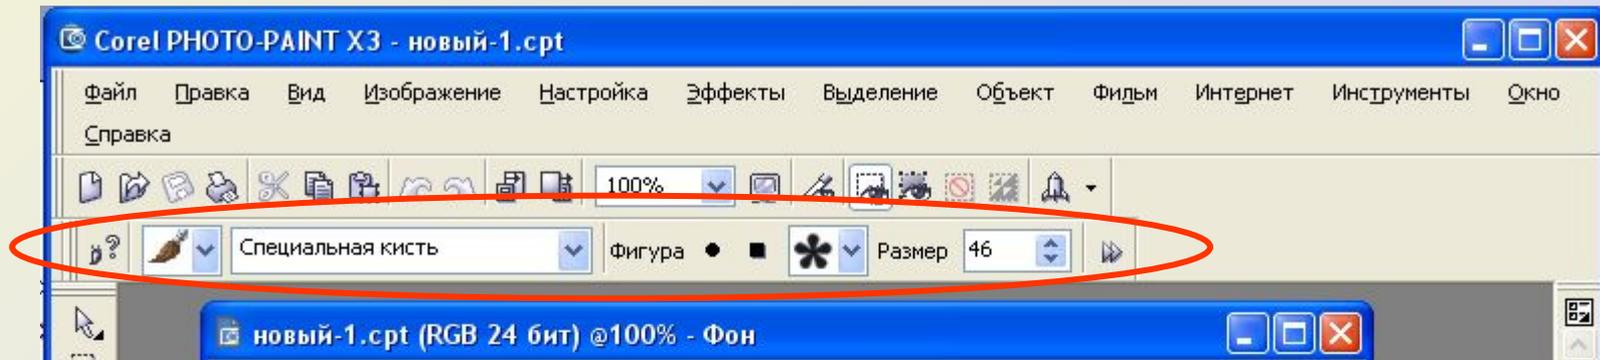 Corel PHOTO-PAINT X3 - новый-1.cpt
Файл Правка Вид Изображение Настройка Эффекты Выделение Объект Фильм Интернет Инструменты Окно
Справка
100%
Специальная кисть Фигура Размер 46
новый-1.cpt (RGB 24 бит) @100% - Фон